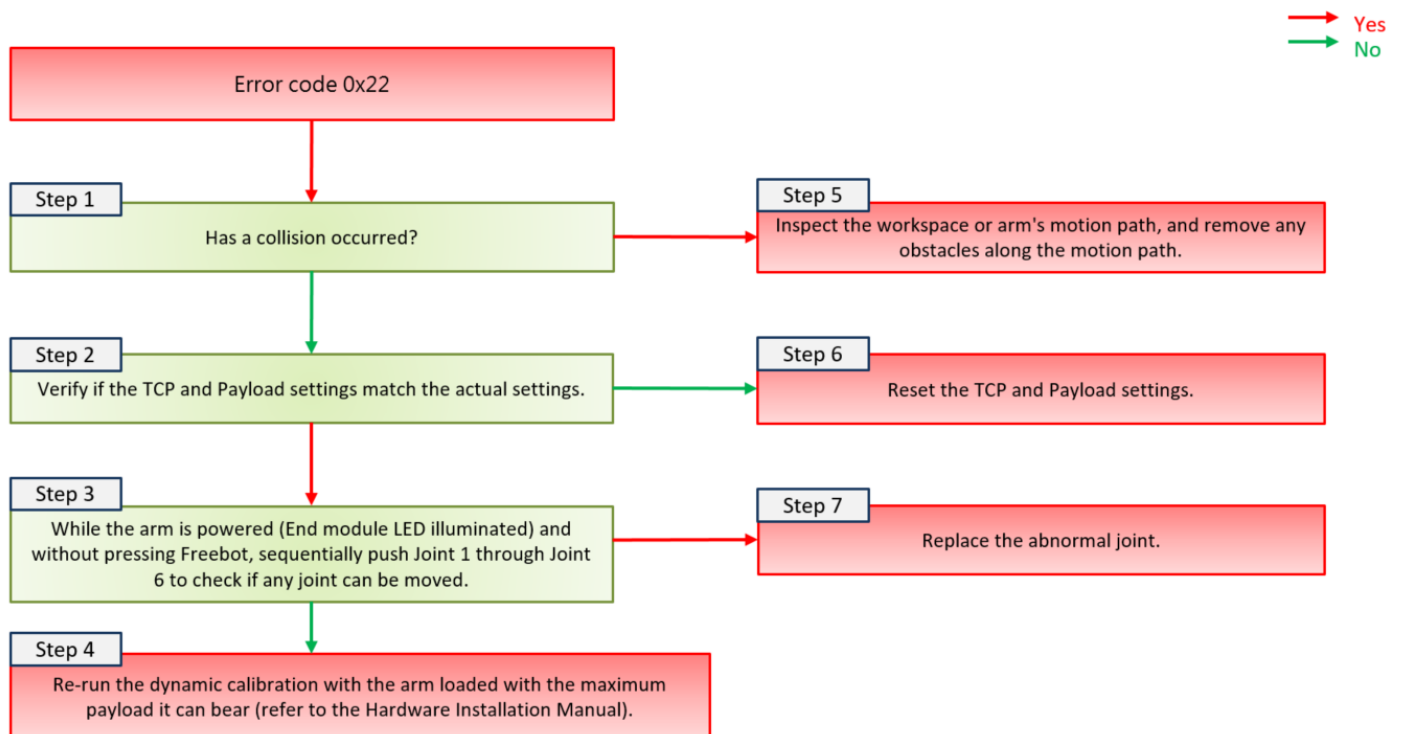 Yes
No
Error code 0x22
Step 1
Has a collision occurred?
Step 5
Inspect the workspace or arm's motion path, and remove any
obstacles along the motion path.
Step 2
Verify if the TCP and Payload settings match the actual settings.
Step 6
Reset the TCP and Payload settings.
Step 3
While the arm is powered (End module LED illuminated) and
without pressing Freebot, sequentially push Joint 1 through Joint
6 to check if any joint can be moved.
Step 7
Replace the abnormal joint.
Step 4
Re-run the dynamic calibration with the arm loaded with the maximum
payload it can bear (refer to the Hardware Installation Manual).